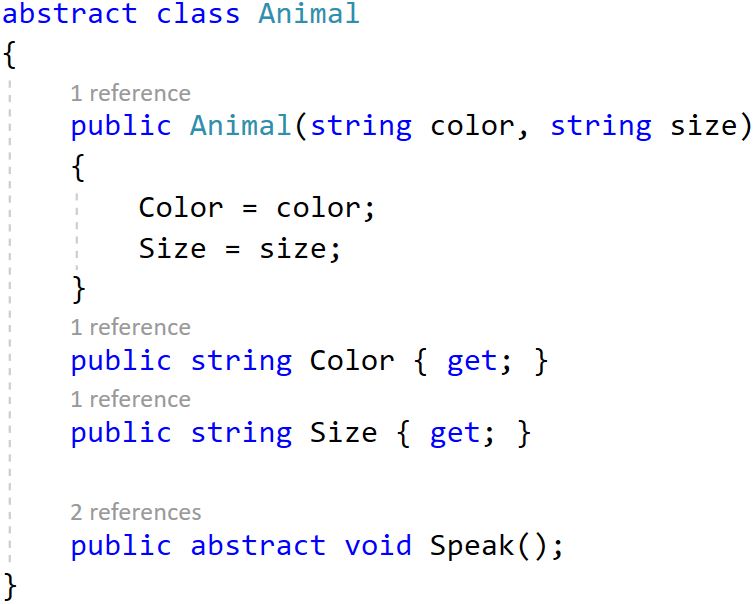 abstract class Animal
{
1 reference
public Animal(string color, string size)
{
Color = color;
Size = size;
}
1 reference
public string Color { get; }
1 reference
public string Size { get; }
2 references
public abstract void Speak();
}